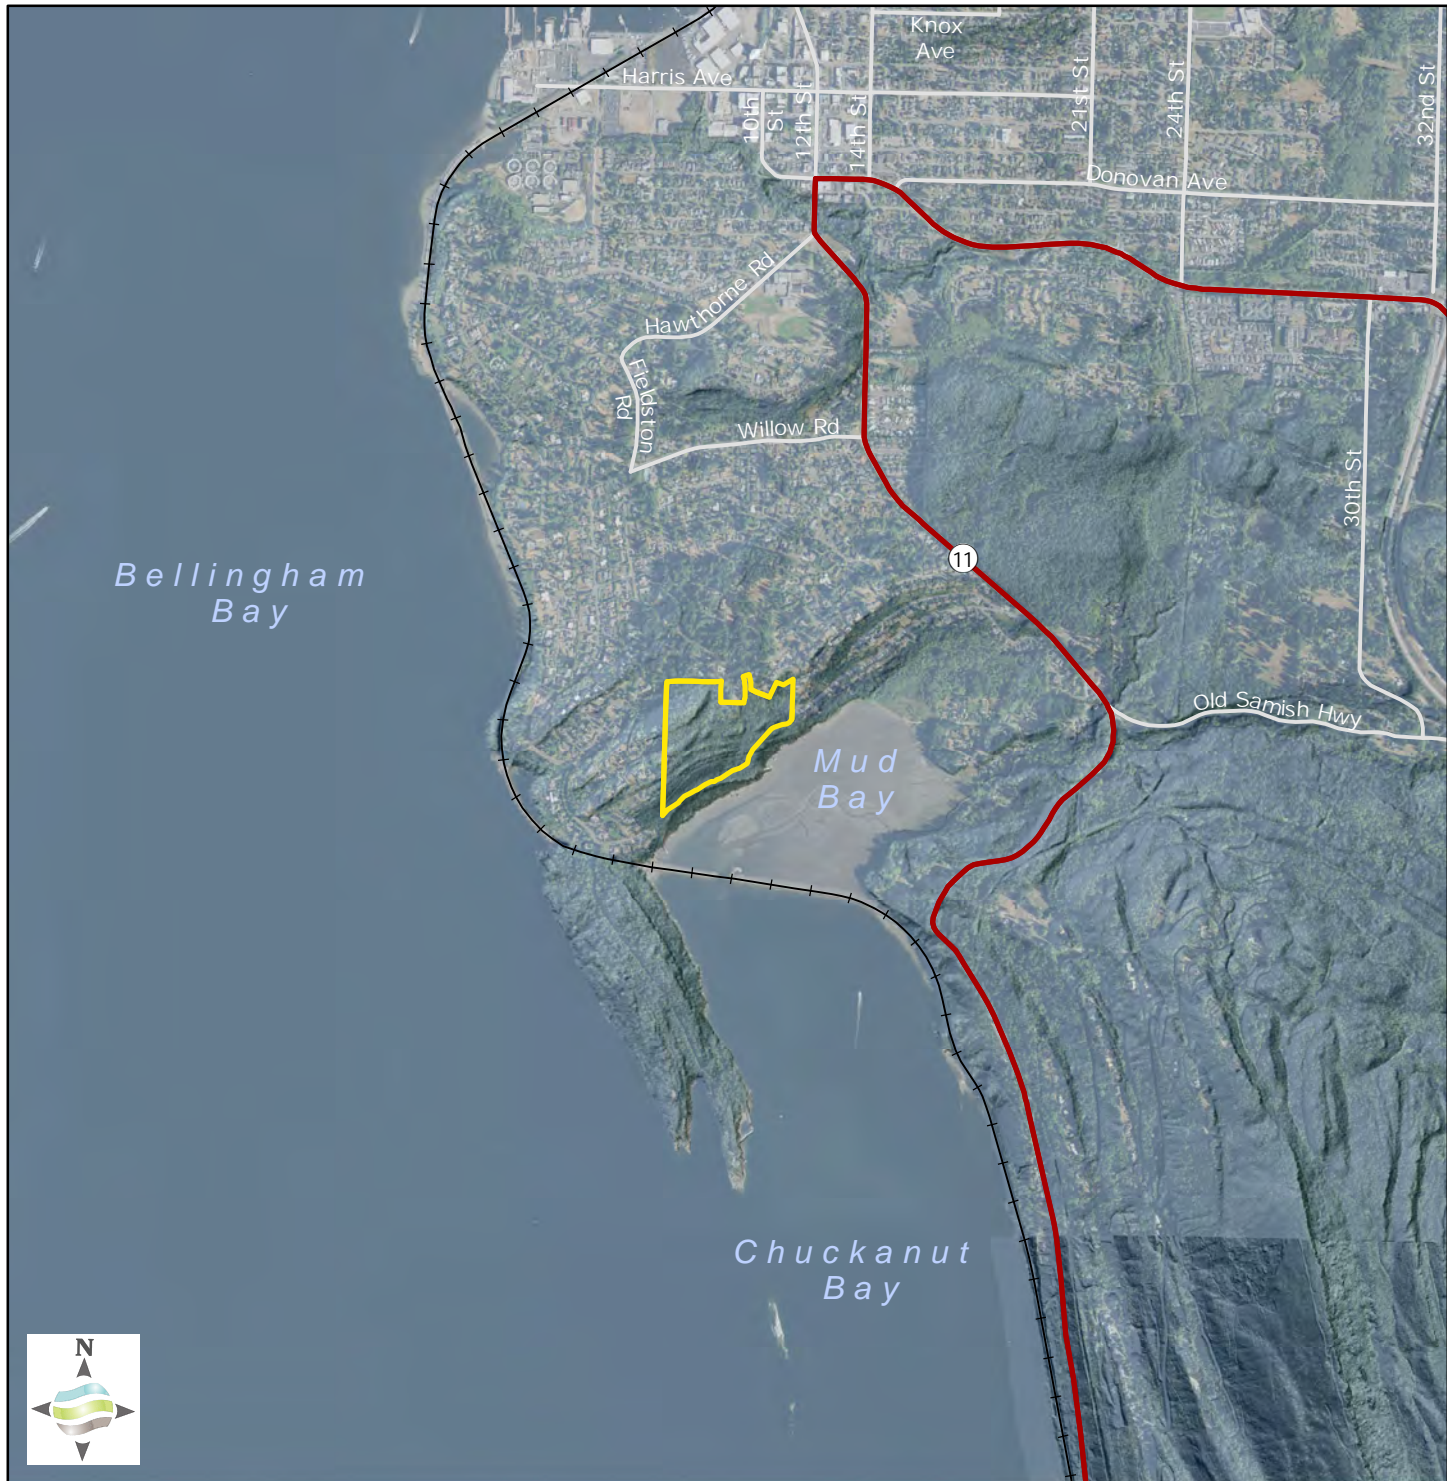 Knox
Ave
Harris Ave
10th
St
12th St
14th St
21st St
24th St
32nd St
Donovan Ave
Hawthorne Rd
Fieldston
Rd
Willow Rd
30th St
11
Bellingham
Bay
Old Samish Hwy
Mud
Bay
Chuckanut
Bay
N